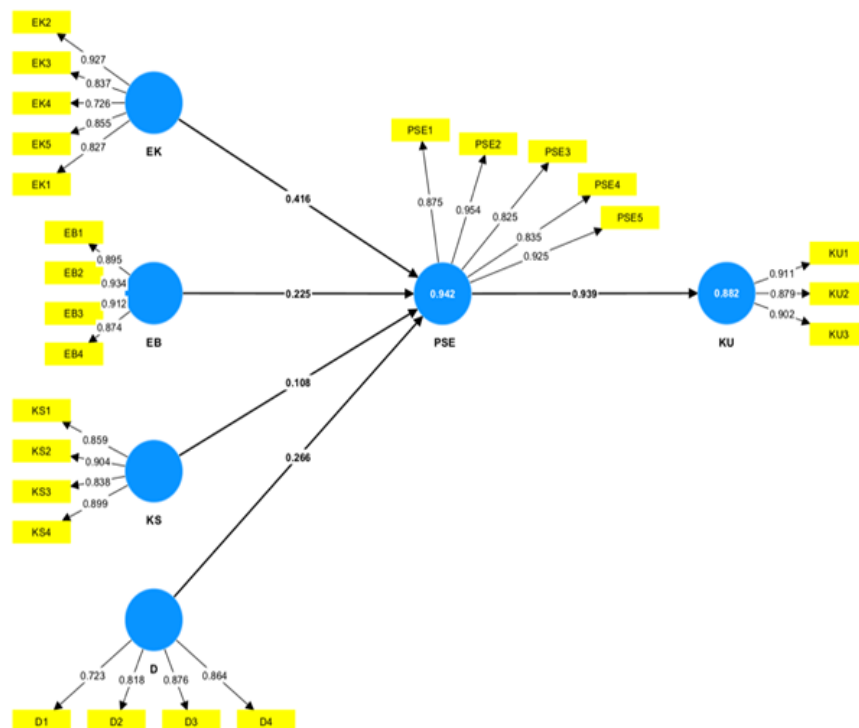 EK2
EK3
EK4
EK5
EK1
0.927
0.837
0.726
0.855
0.827
EK
0.416
PSE1
PSE2
PSE3
PSE4
PSE5
0.875
0.954
0.825
0.835
0.925
EB1
EB2
EB3
EB4
0.895
0.934
0.912
0.874
EB
0.225
0.942
PSE
0.939
0.882
KU
0.911
0.879
0.902
KU1
KU2
KU3
0.108
KS1
KS2
KS3
KS4
0.859
0.904
0.838
0.899
KS
0.266
D
0.723
0.818
0.876
0.864
D1
D2
D3
D4